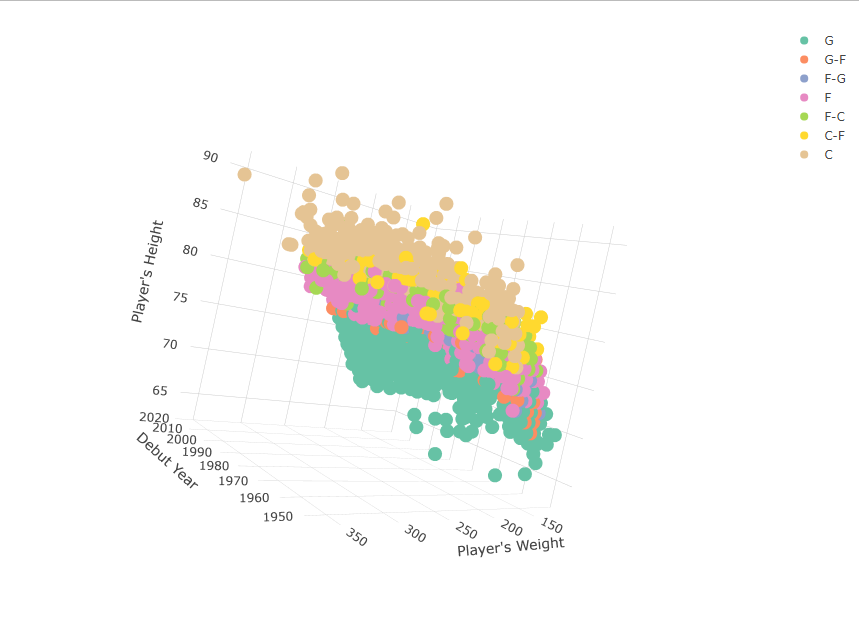 G
G-F
F-G
F
F-C
C-F
C
90
85
80
75
70
65
Player's Height
2020
2010
2000
1990
1980
1970
1960
1950
Debut Year
350
300
250
200
150
Player's Weight